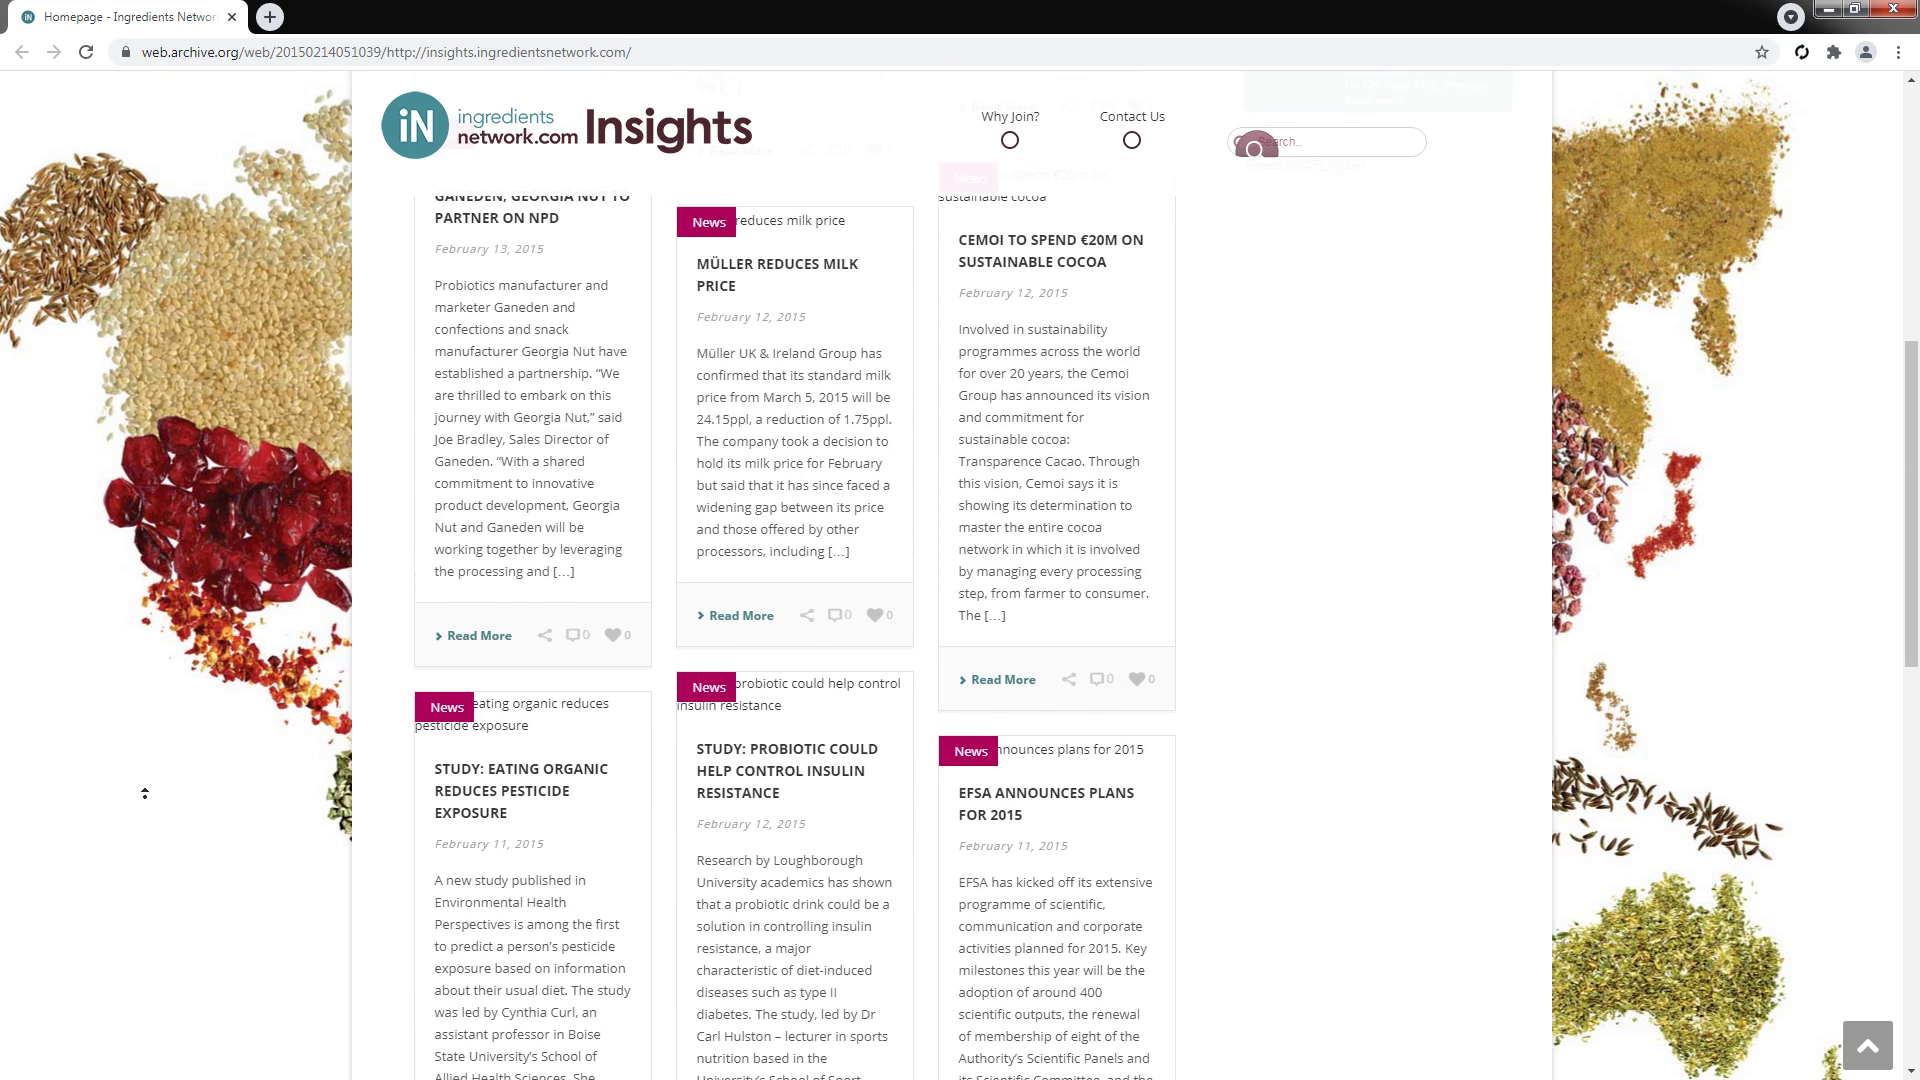 Homepage - Ingredients Networ
web.archive.org/web/20150214051039/http://insights.ingredientsnetwork.com/
iN ingredients
network.com Insights
Why Join?
Contact Us
Search..
GANEDEN, GEORGIA NUT TO
PARTNER ON NPD
February 13, 2015
Probiotics manufacturer and
marketer Ganeden and
confections and snack
manufacturer Georgia Nut have
established a partnership. “We
are thrilled to embark on this
journey with Georgia Nut,” said
Joe Bradley, Sales Director of
Ganeden. “With a shared
commitment to innovative
product development, Georgia
Nut and Ganeden will be
working together by leveraging
the processing and […]
Read More 0 0
News eating organic reduces
pesticide exposure
STUDY: EATING ORGANIC
REDUCES PESTICIDE
EXPOSURE
February 11, 2015
A new study published in
Environmental Health
Perspectives is among the first
to predict a person’s pesticide
exposure based on information
about their usual diet. The study
was led by Cynthia Curl, an
assistant professor in Boise
State University’s School of
Allied Health Sciences. She
News reduces milk price
MÜLLER REDUCES MILK
PRICE
February 12, 2015
Müller UK & Ireland Group has
confirmed that its standard milk
price from March 5, 2015 will be
24.15ppl, a reduction of 1.75ppl.
The company took a decision to
hold its milk price for February
but said that it has since faced a
widening gap between its price
and those offered by other
processors, including […]
Read More 0 0
News probiotic could help control
insulin resistance
STUDY: PROBIOTIC COULD
HELP CONTROL INSULIN
RESISTANCE
February 12, 2015
Research by Loughborough
University academics has shown
that a probiotic drink could be a
solution in controlling insulin
resistance, a major
characteristic of diet-induced
diseases such as type II
diabetes. The study, led by Dr
Carl Hulston – lecturer in sports
nutrition based in the
University’s School of Sport
News spend €20m on
sustainable cocoa
CEMOI TO SPEND €20M ON
SUSTAINABLE COCOA
February 12, 2015
Involved in sustainability
programmes across the world
for over 20 years, the Cemoi
Group has announced its vision
and commitment for
sustainable cocoa:
Transparence Cacao. Through
this vision, Cemoi says it is
showing its determination to
master the entire cocoa
network in which it is involved
by managing every processing
step, from farmer to consumer.
The […]
Read More 0 0
News announces plans for 2015
EFSA ANNOUNCES PLANS
FOR 2015
February 11, 2015
EFSA has kicked off its extensive
programme of scientific,
communication and corporate
activities planned for 2015. Key
milestones this year will be the
adoption of around 400
scientific outputs, the renewal
of membership of eight of the
Authority’s Scientific Panels and
its Scientific Committee, and the